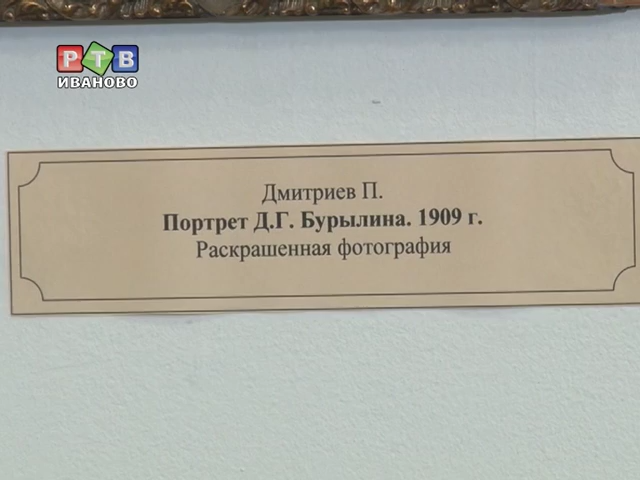 РТВ
ИВАНОВО
Дмитриев П.
Портрет Д.Г. Бурылина. 1909 г.
Раскрашенная фотография